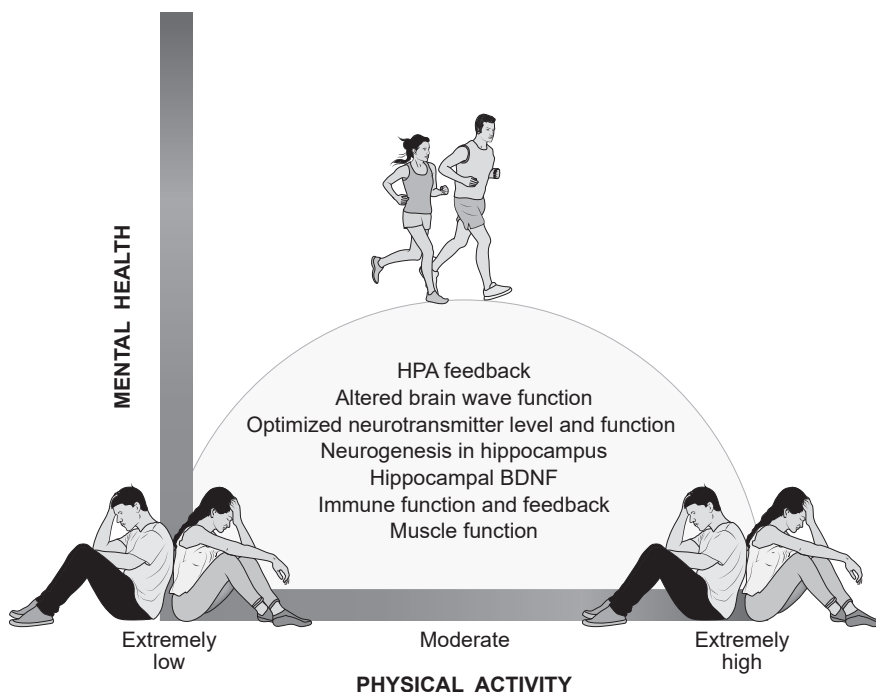 MENTAL HEALTH
HPA feedback
Altered brain wave function
Optimized neurotransmitter level and function
Neurogenesis in hippocampus
Hippocampal BDNF
Immune function and feedback
Muscle function
Extremely
low
Moderate
Extremely
high
PHYSICAL ACTIVITY